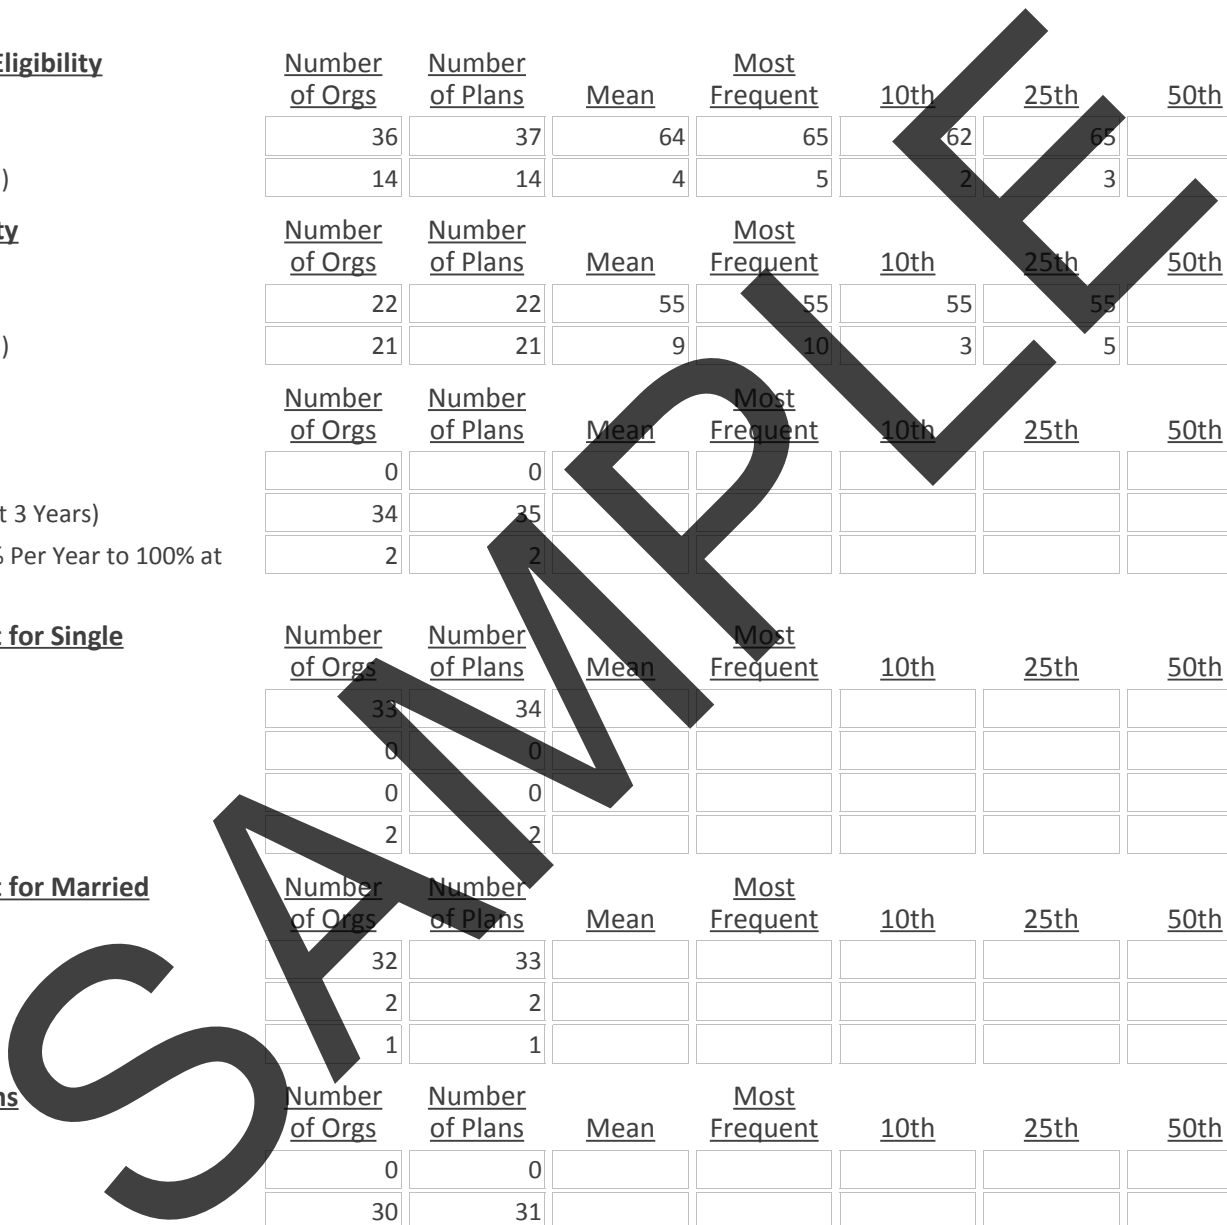 Eligibility Number of Orgs Number of Plans Mean Most Frequent 10th 25th 50th
36 37 64 65 62 65
) 14 14 4 5 2 3
ty Number of Orgs Number of Plans Mean Most Frequent 10th 25th 50th
22 22 55 55 55 55
) 21 21 9 10 3 5
Number of Orgs Number of Plans Mean Most Frequent 10th 25th 50th
0 0
t 3 Years) 34 35
% Per Year to 100% at 2 2
t for Single Number of Orgs Number of Plans Mean Most Frequent 10th 25th 50th
33 34
0 0
0 0
2 2
t for Married Number of Orgs Number of Plans Mean Most Frequent 10th 25th 50th
32 33
2 2
1 1
ns Number of Orgs Number of Plans Mean Most Frequent 10th 25th 50th
0 0
30 31
SAMPLE